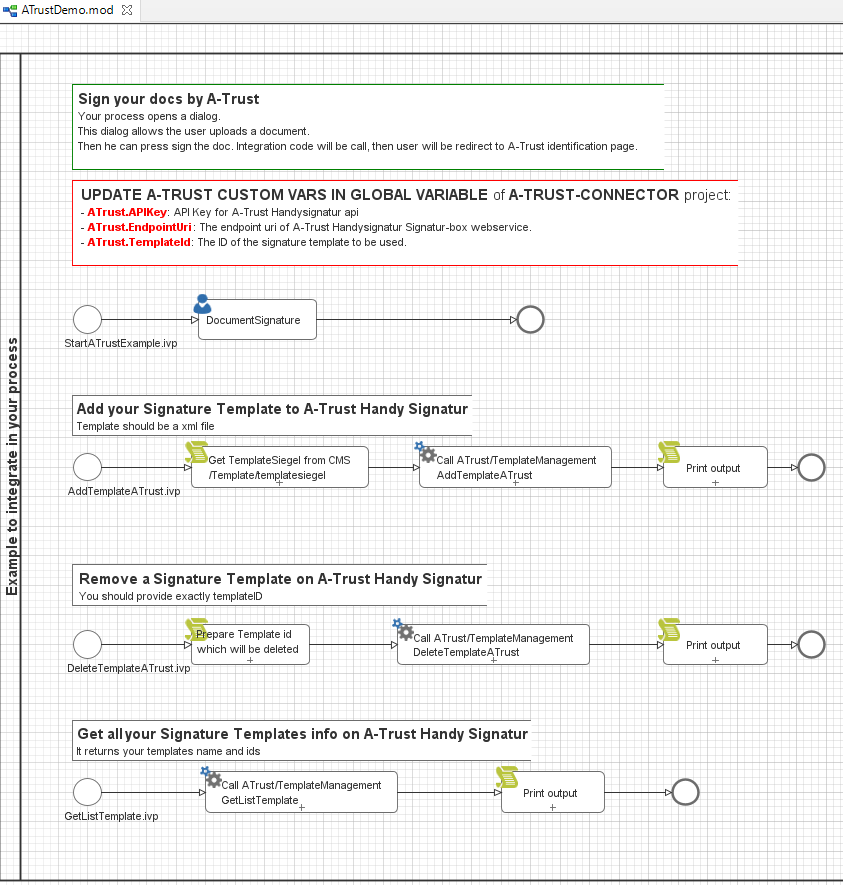 ATrustDemo.mod
Example to integrate in your process
Sign your docs by A-Trust
Your process opens a dialog.
This dialog allows the user uploads a document.
Then he can press sign the doc. Integration code will be call, then user will be redirect to A-Trust identification page.
UPDATE A-TRUST CUSTOM VARS IN GLOBAL VARIABLE of A-TRUST-CONNECTOR project:
- ATrust.APIKey: API Key for A-Trust Handysignatur api
- ATrust.EndpointUri: The endpoint uri of A-Trust Handysignatur Signatur-box webservice.
- ATrust.TemplateId: The ID of the signature template to be used.
DocumentSignature
StartATrustExample.ivp
Add your Signature Template to A-Trust Handy Signatur
Template should be a xml file
Get TemplateSiegel from CMS
/Template/templatesiegel
Call ATrust/TemplateManagement
AddTemplateATrust
Print output
AddTemplateATrust.ivp
Remove a Signature Template on A-Trust Handy Signatur
You should provide exactly templateID
Prepare Template id
which will be deleted
Call ATrust/TemplateManagement
DeleteTemplateATrust
Print output
DeleteTemplateATrust.ivp
Get all your Signature Templates info on A-Trust Handy Signatur
It returns your templates name and ids
Call ATrust/TemplateManagement
GetListTemplate
Print output
GetListTemplate.ivp